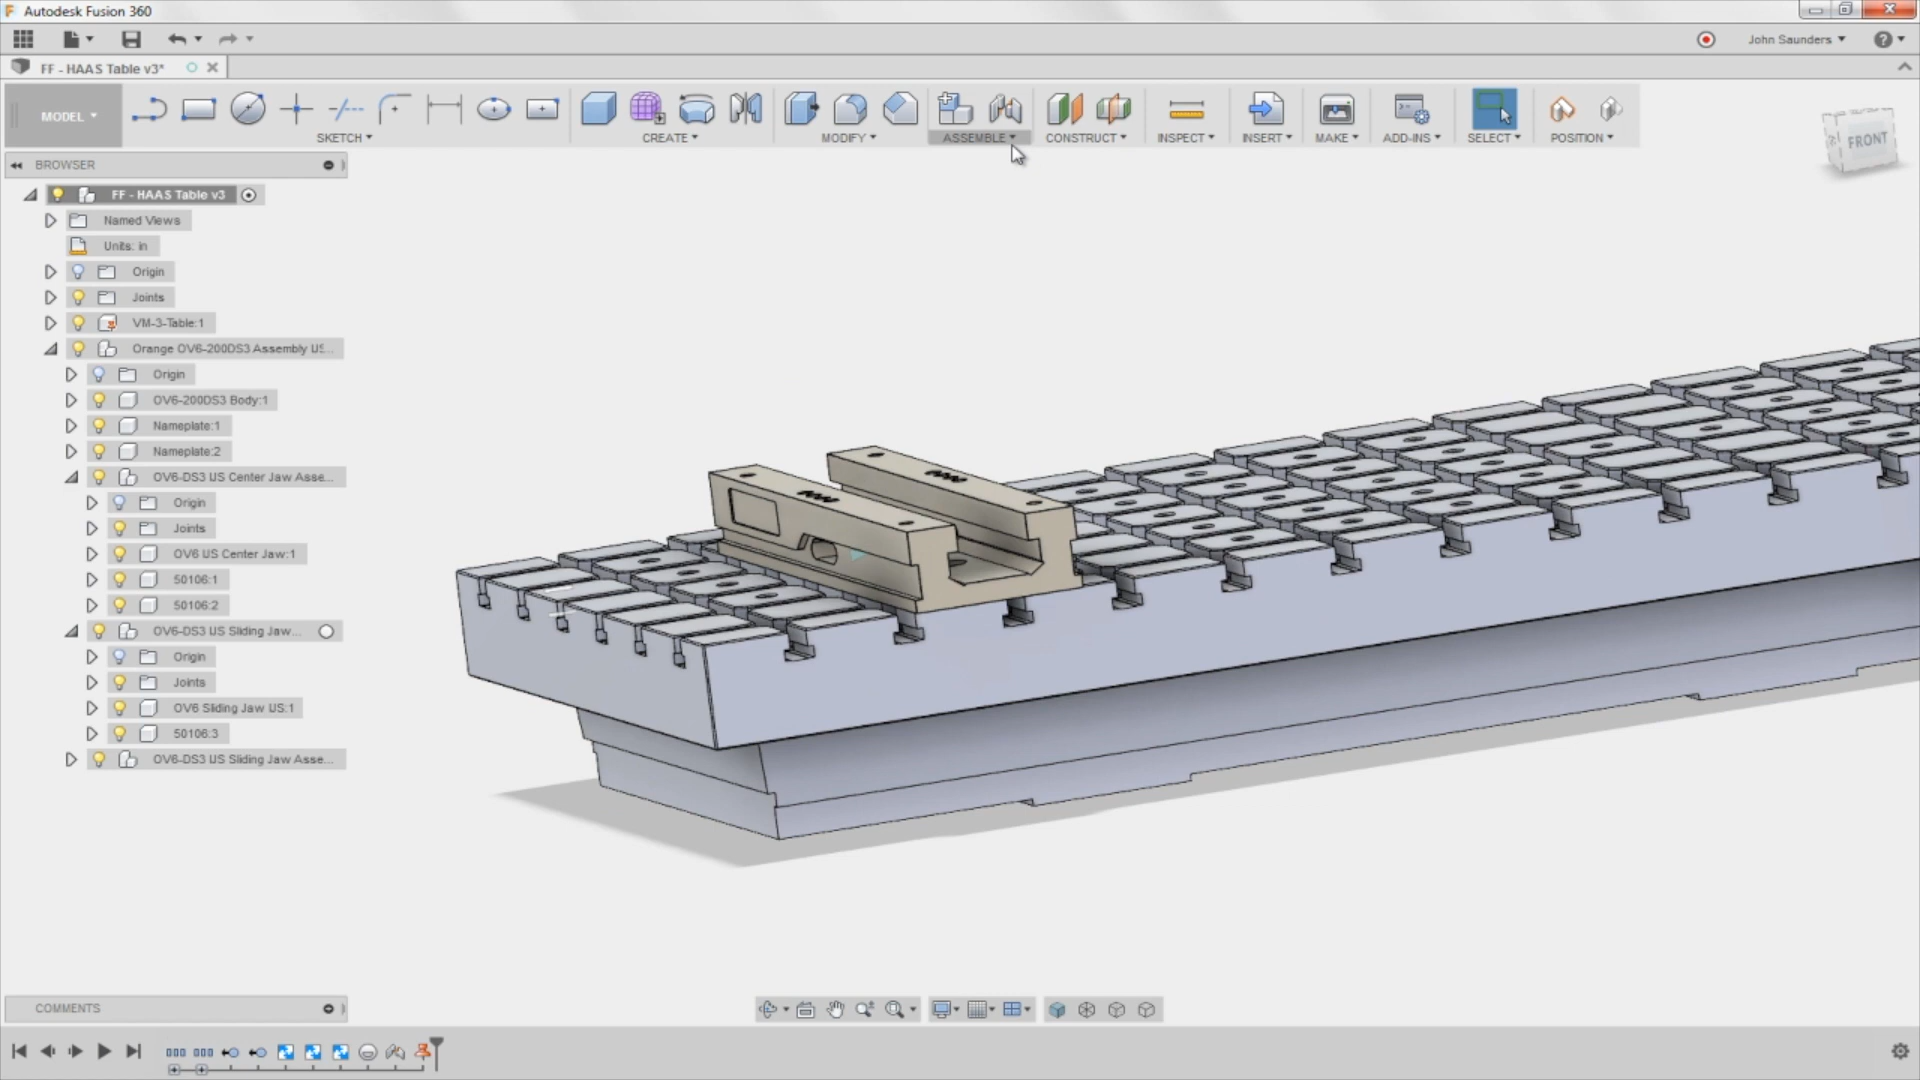 Autodesk Fusion 360
John Saunders
FF - HAAS Table v3*
MODEL
SKETCH
CREATE
MODIFY
ASSEMBLE
CONSTRUCT
INSPECT
INSERT
MAKE
ADD-INS
SELECT
POSITION
FRONT
BROWSER
FF - HAAS Table v3
Named Views
Units: in
Origin
Joints
VM-3-Table:1
Orange OV6-200DS3 Assembly US...
Origin
OV6-200DS3 Body:1
Nameplate:1
Nameplate:2
OV6-DS3 US Center Jaw Asse...
Origin
Joints
OV6 US Center Jaw:1
50106:1
50106:2
OV6-DS3 US Sliding Jaw...
Origin
Joints
OV6 Sliding Jaw US:1
50106:3
OV6-DS3 US Sliding Jaw Asse...
COMMENTS